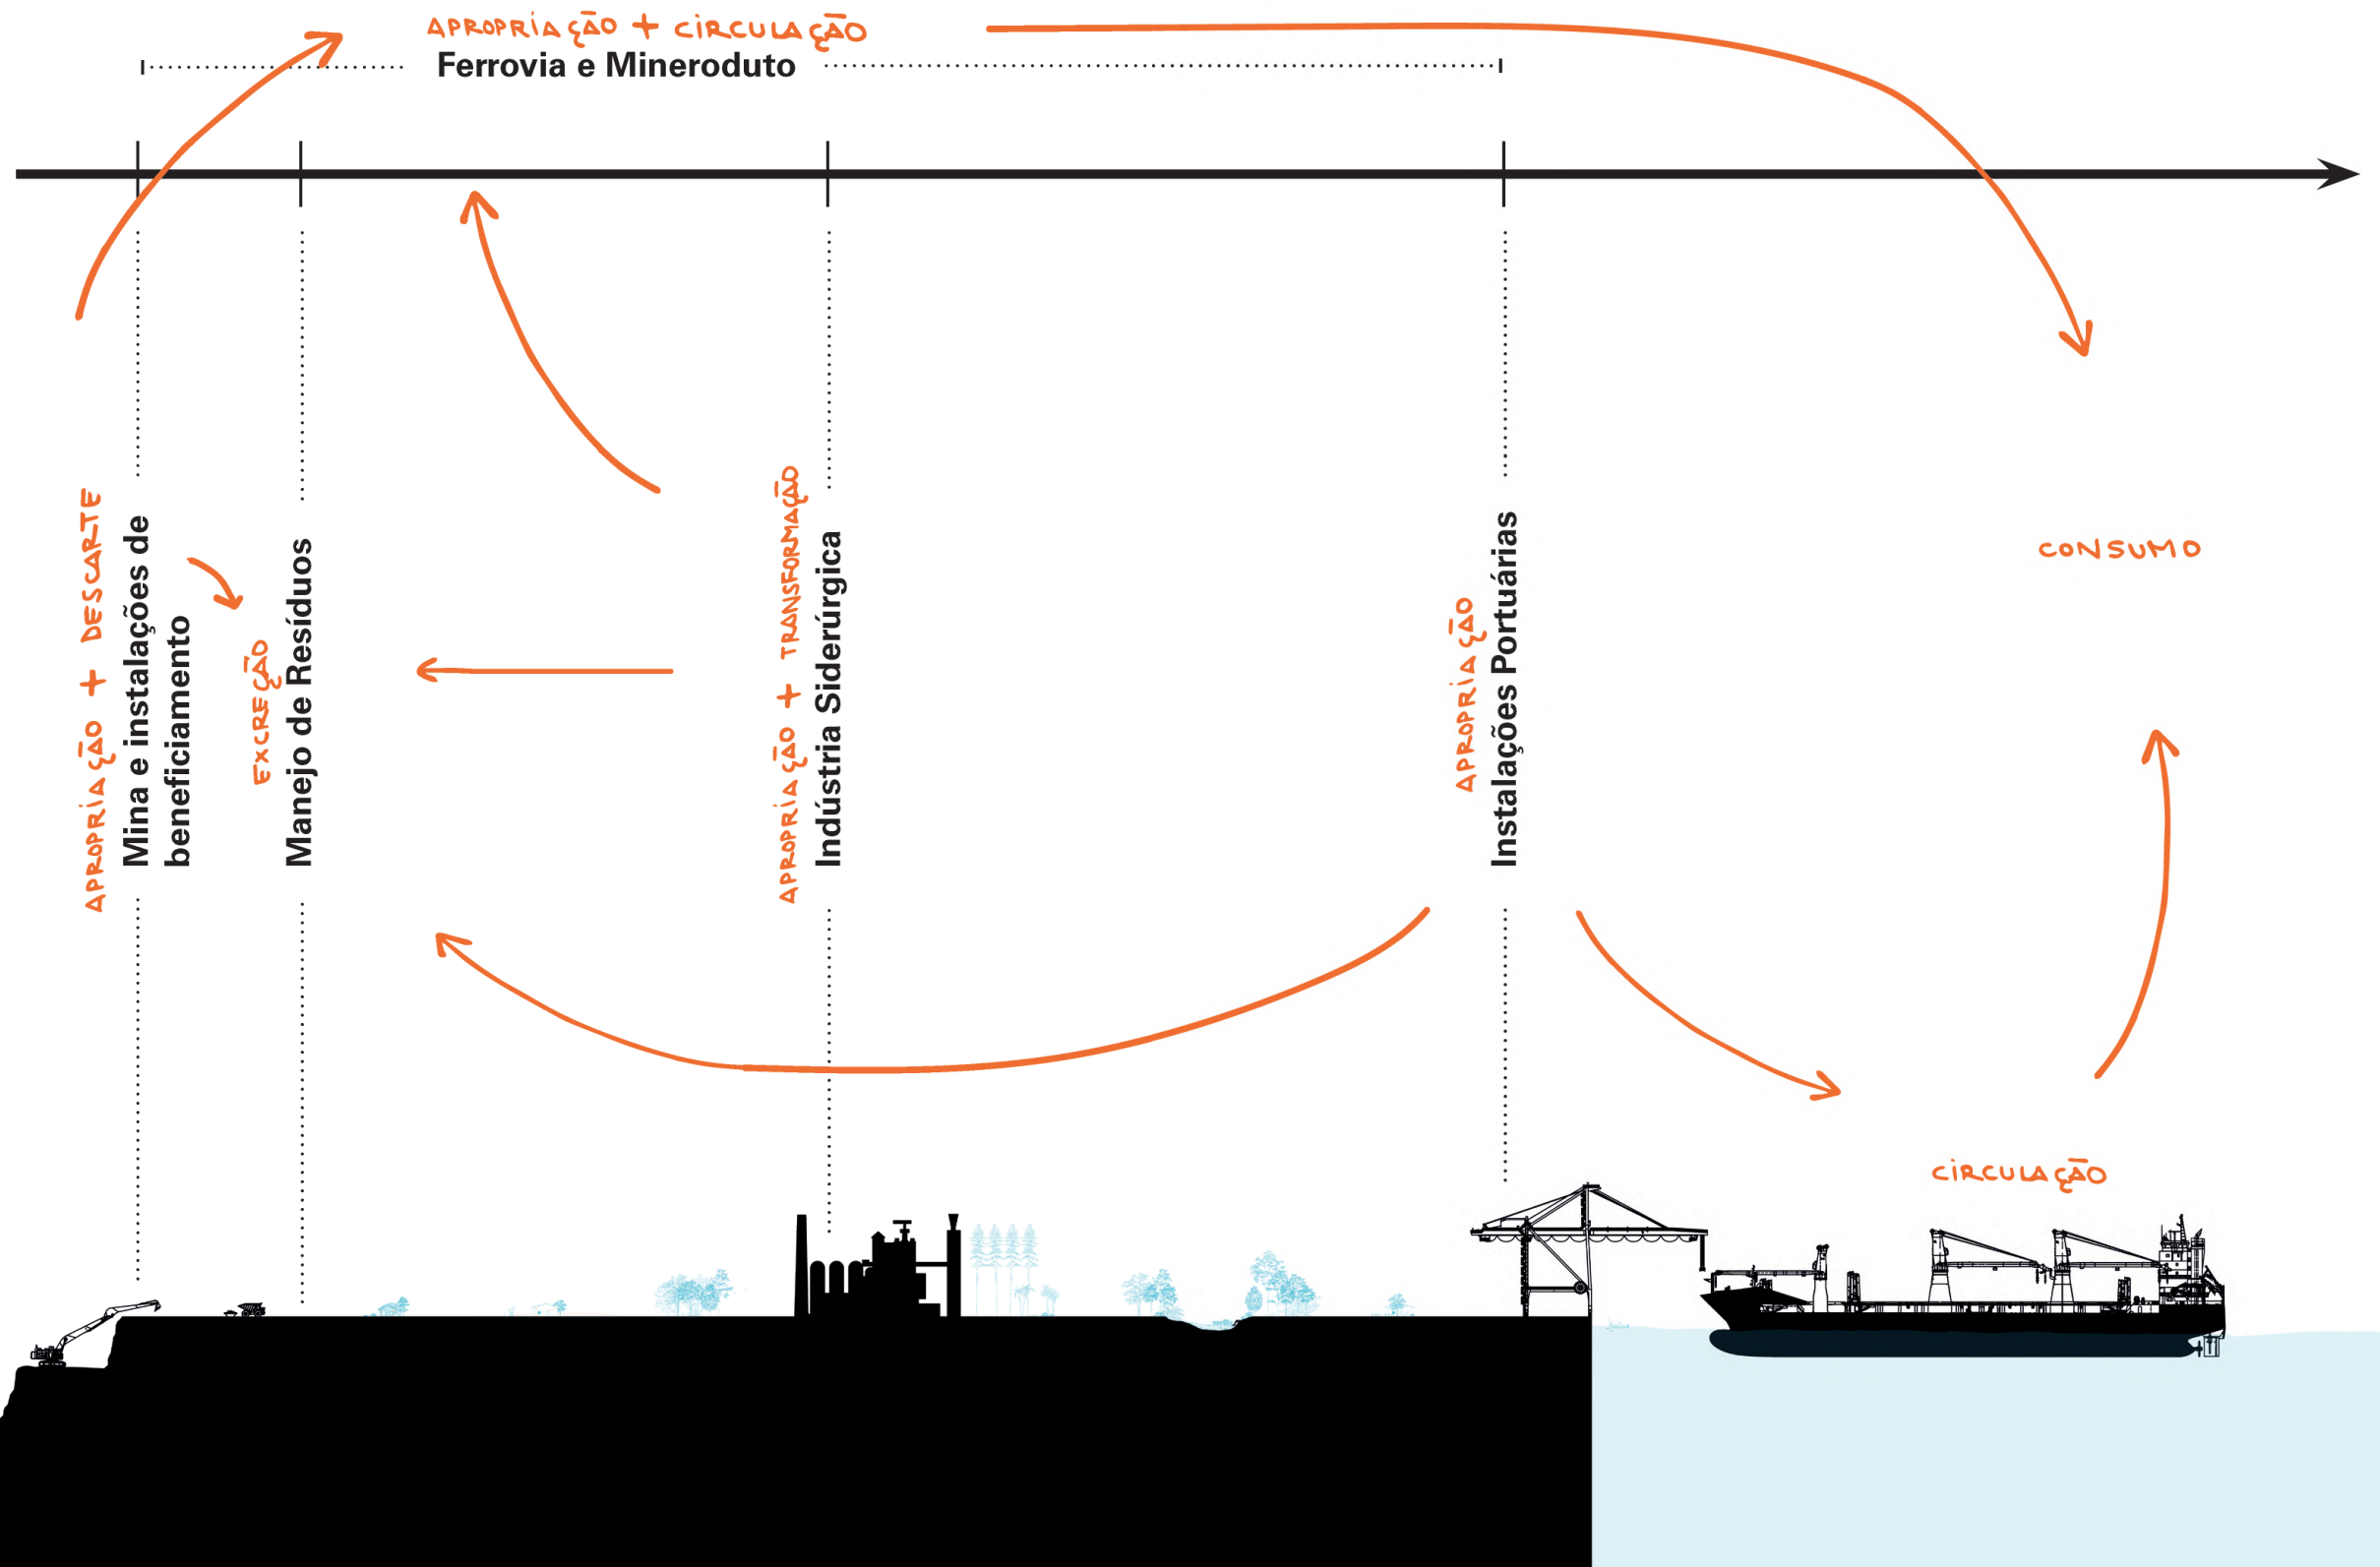 APROPRIAÇÃO + CIRCULAÇÃO
Ferrovia e Mineroduto
APROPRIAÇÃO + DESCARTE
Mina e instalações de
beneficiamento
EXCREÇÃO
Manejo de Resíduos
APROPRIAÇÃO + TRANSFORMAÇÃO
Indústria Siderúrgica
APROPRIAÇÃO
Instalações Portuárias
CONSUMO
CIRCULAÇÃO